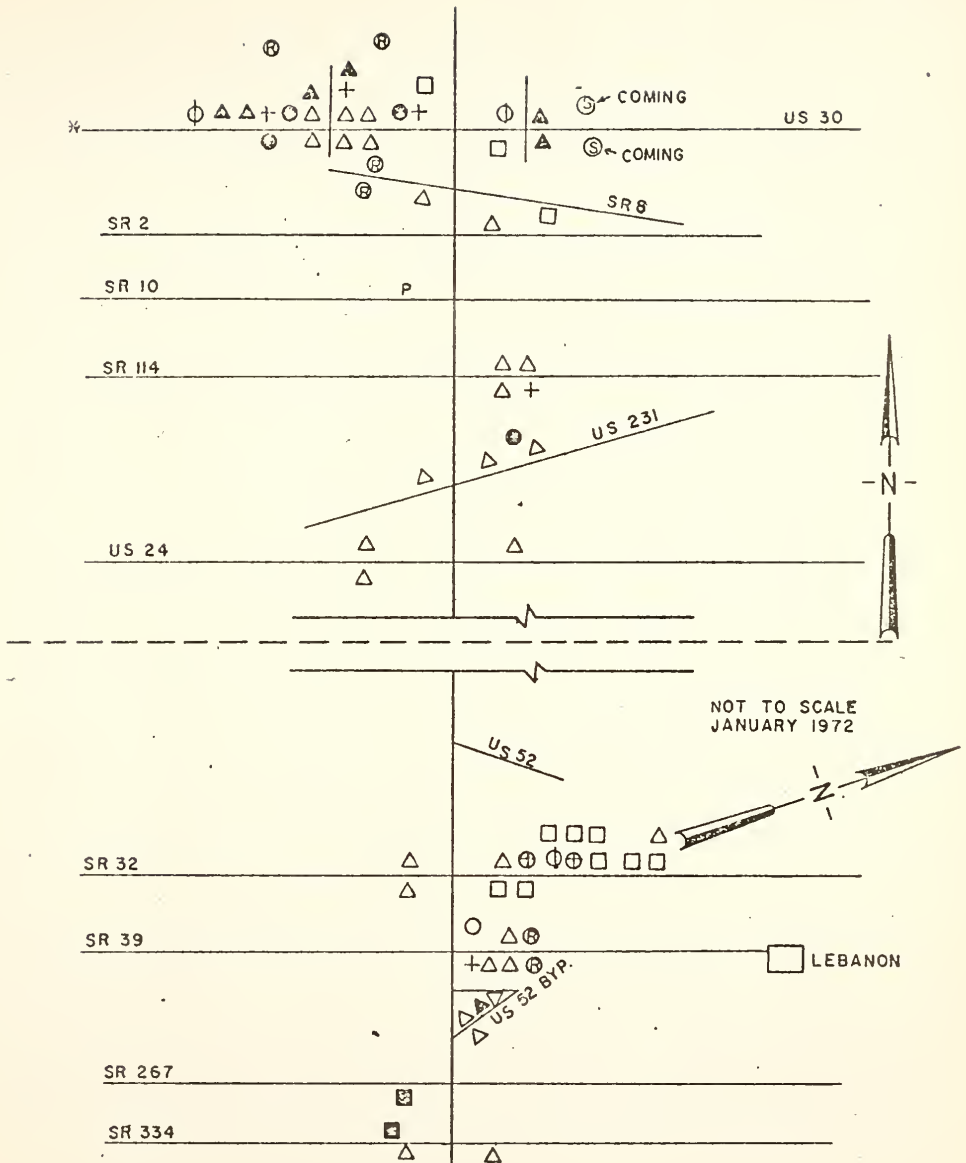 R R
COMING
US 30
S
S COMING
R
R
SR 8
SR 2
SR 10 P
SR 114
US 231
-N-
US 24
NOT TO SCALE
JANUARY 1972
US 52
N
SR 32
SR 39 R
R
LEBANON
US 52 BYP.
SR 267
SR 334